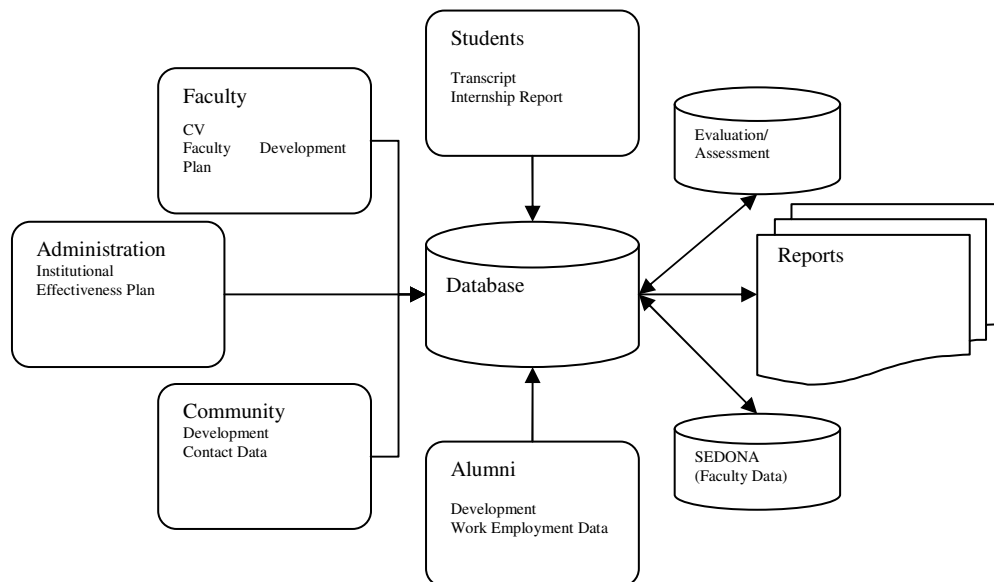 Students
Transcript
Internship Report
Faculty
CV
Faculty Development
Plan
Evaluation/
Assessment
Administration
Institutional
Effectiveness Plan
Database
Reports
Community
Development
Contact Data
Alumni
Development
Work Employment Data
SEDONA
(Faculty Data)